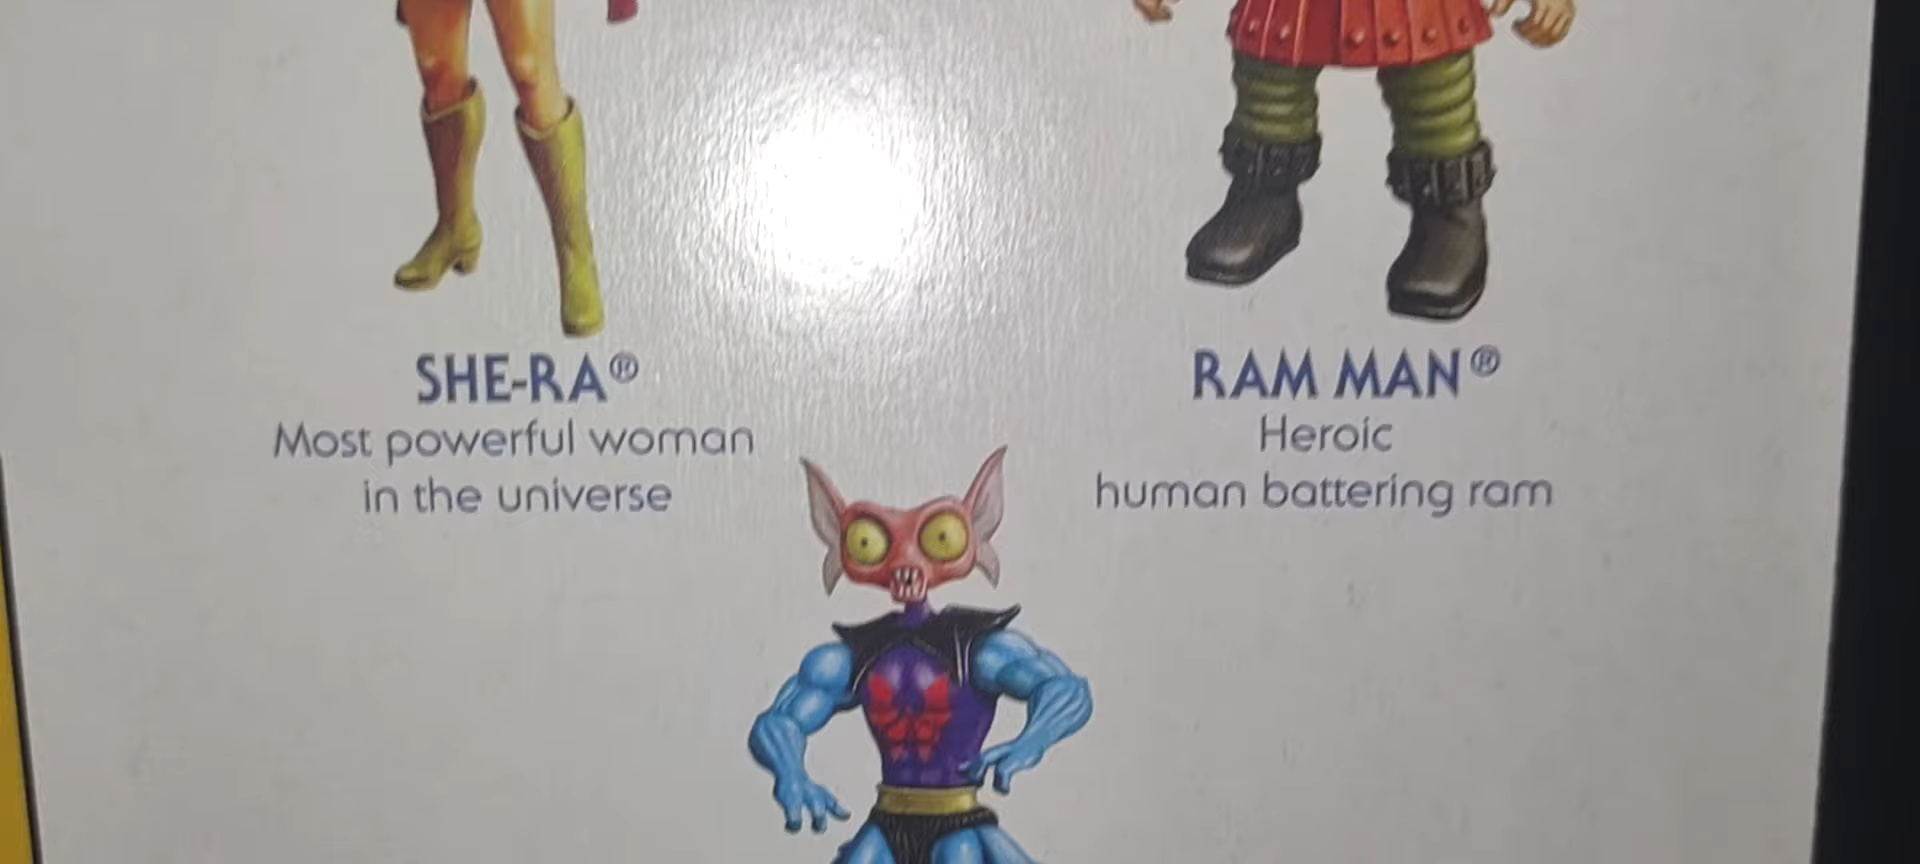 SHE-RA®
Most powerful woman
in the universe
RAM MAN®
Heroic
human battering ram